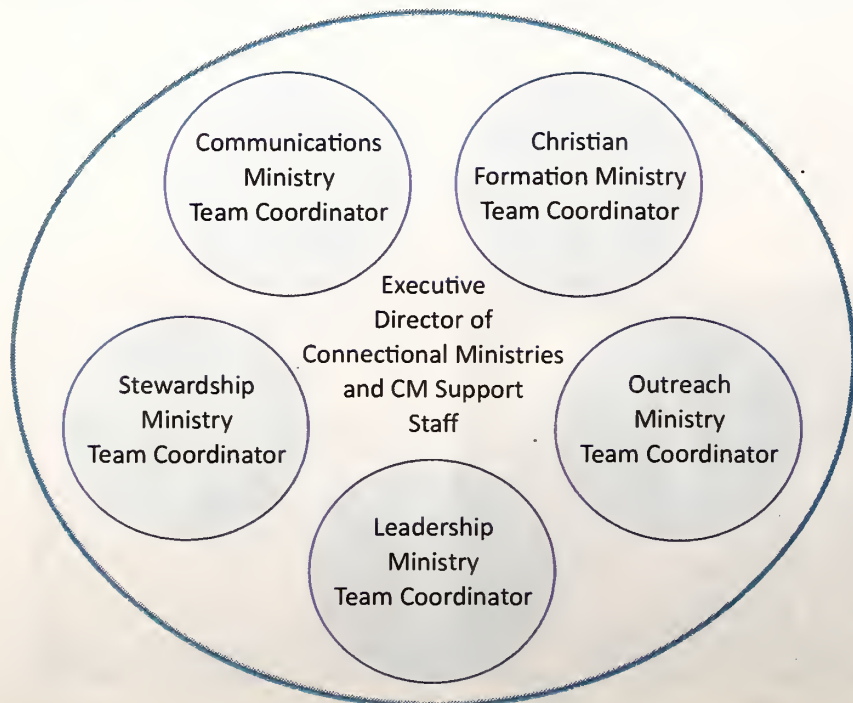 Communications
Ministry
Team Coordinator
Christian
Formation Ministry
Team Coordinator
Executive
Director of
Connectional Ministries
and CM Support
Staff
Stewardship
Ministry
Team Coordinator
Outreach
Ministry
Team Coordinator
Leadership
Ministry
Team Coordinator